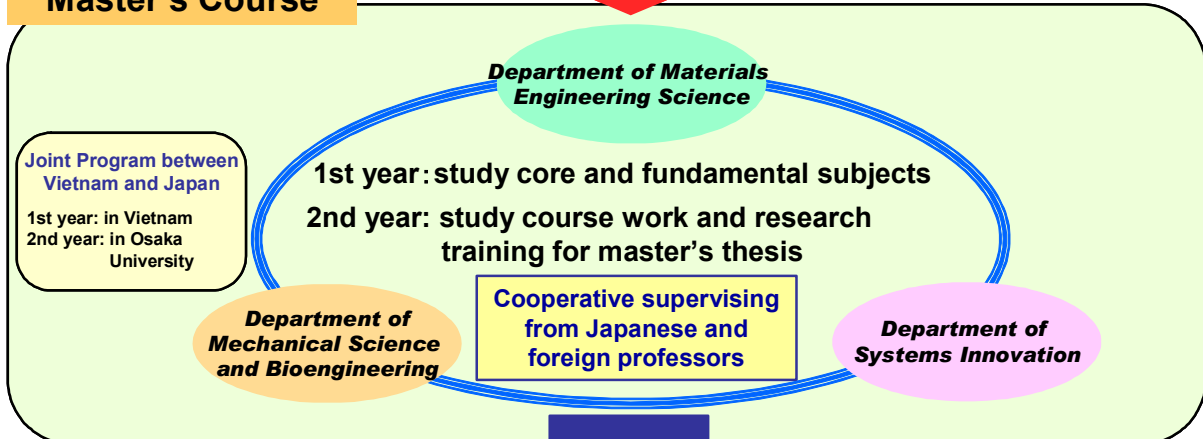 Master's Course
Department of Materials
Engineering Science
Joint Program between
Vietnam and Japan
1st year: in Vietnam
2nd year: in Osaka
University
1st year：study core and fundamental subjects
2nd year: study course work and research
training for master's thesis
Cooperative supervising
from Japanese and
foreign professors
Department of
Mechanical Science
and Bioengineering
Department of
Systems Innovation